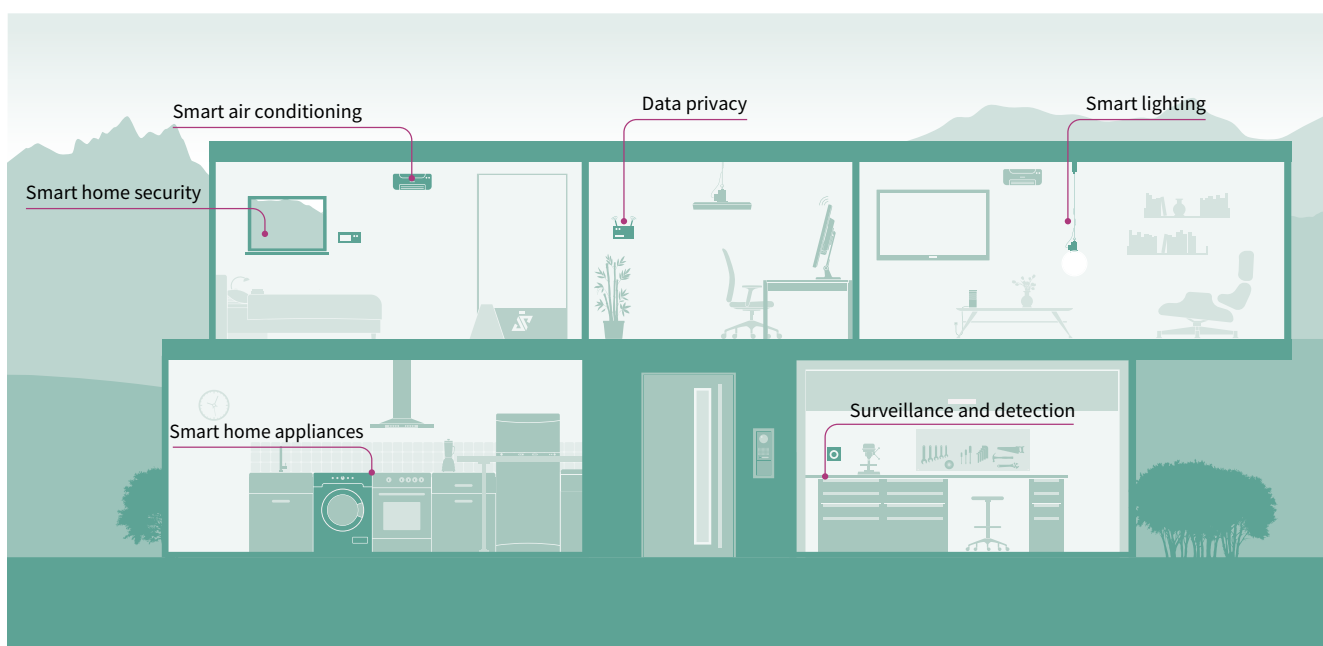 Smart air conditioning
Data privacy
Smart lighting
Smart home security
Smart home appliances
Surveillance and detection